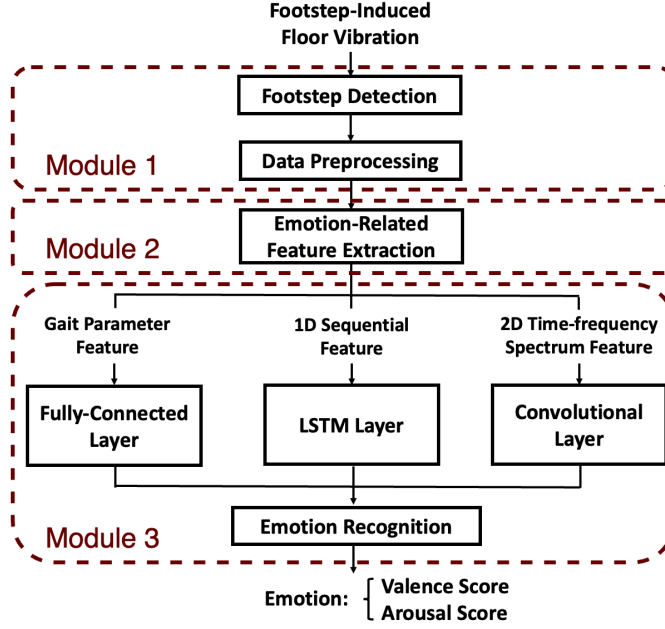 Footstep-Induced
Floor Vibration
Footstep Detection
Module 1
Data Preprocessing
Emotion-Related
Feature Extraction
Module 2
Gait Parameter
Feature
1D Sequential
Feature
2D Time-frequency
Spectrum Feature
Fully-Connected
Layer
LSTM Layer
Convolutional
Layer
Emotion Recognition
Module 3
Emotion:
Valence Score
Arousal Score